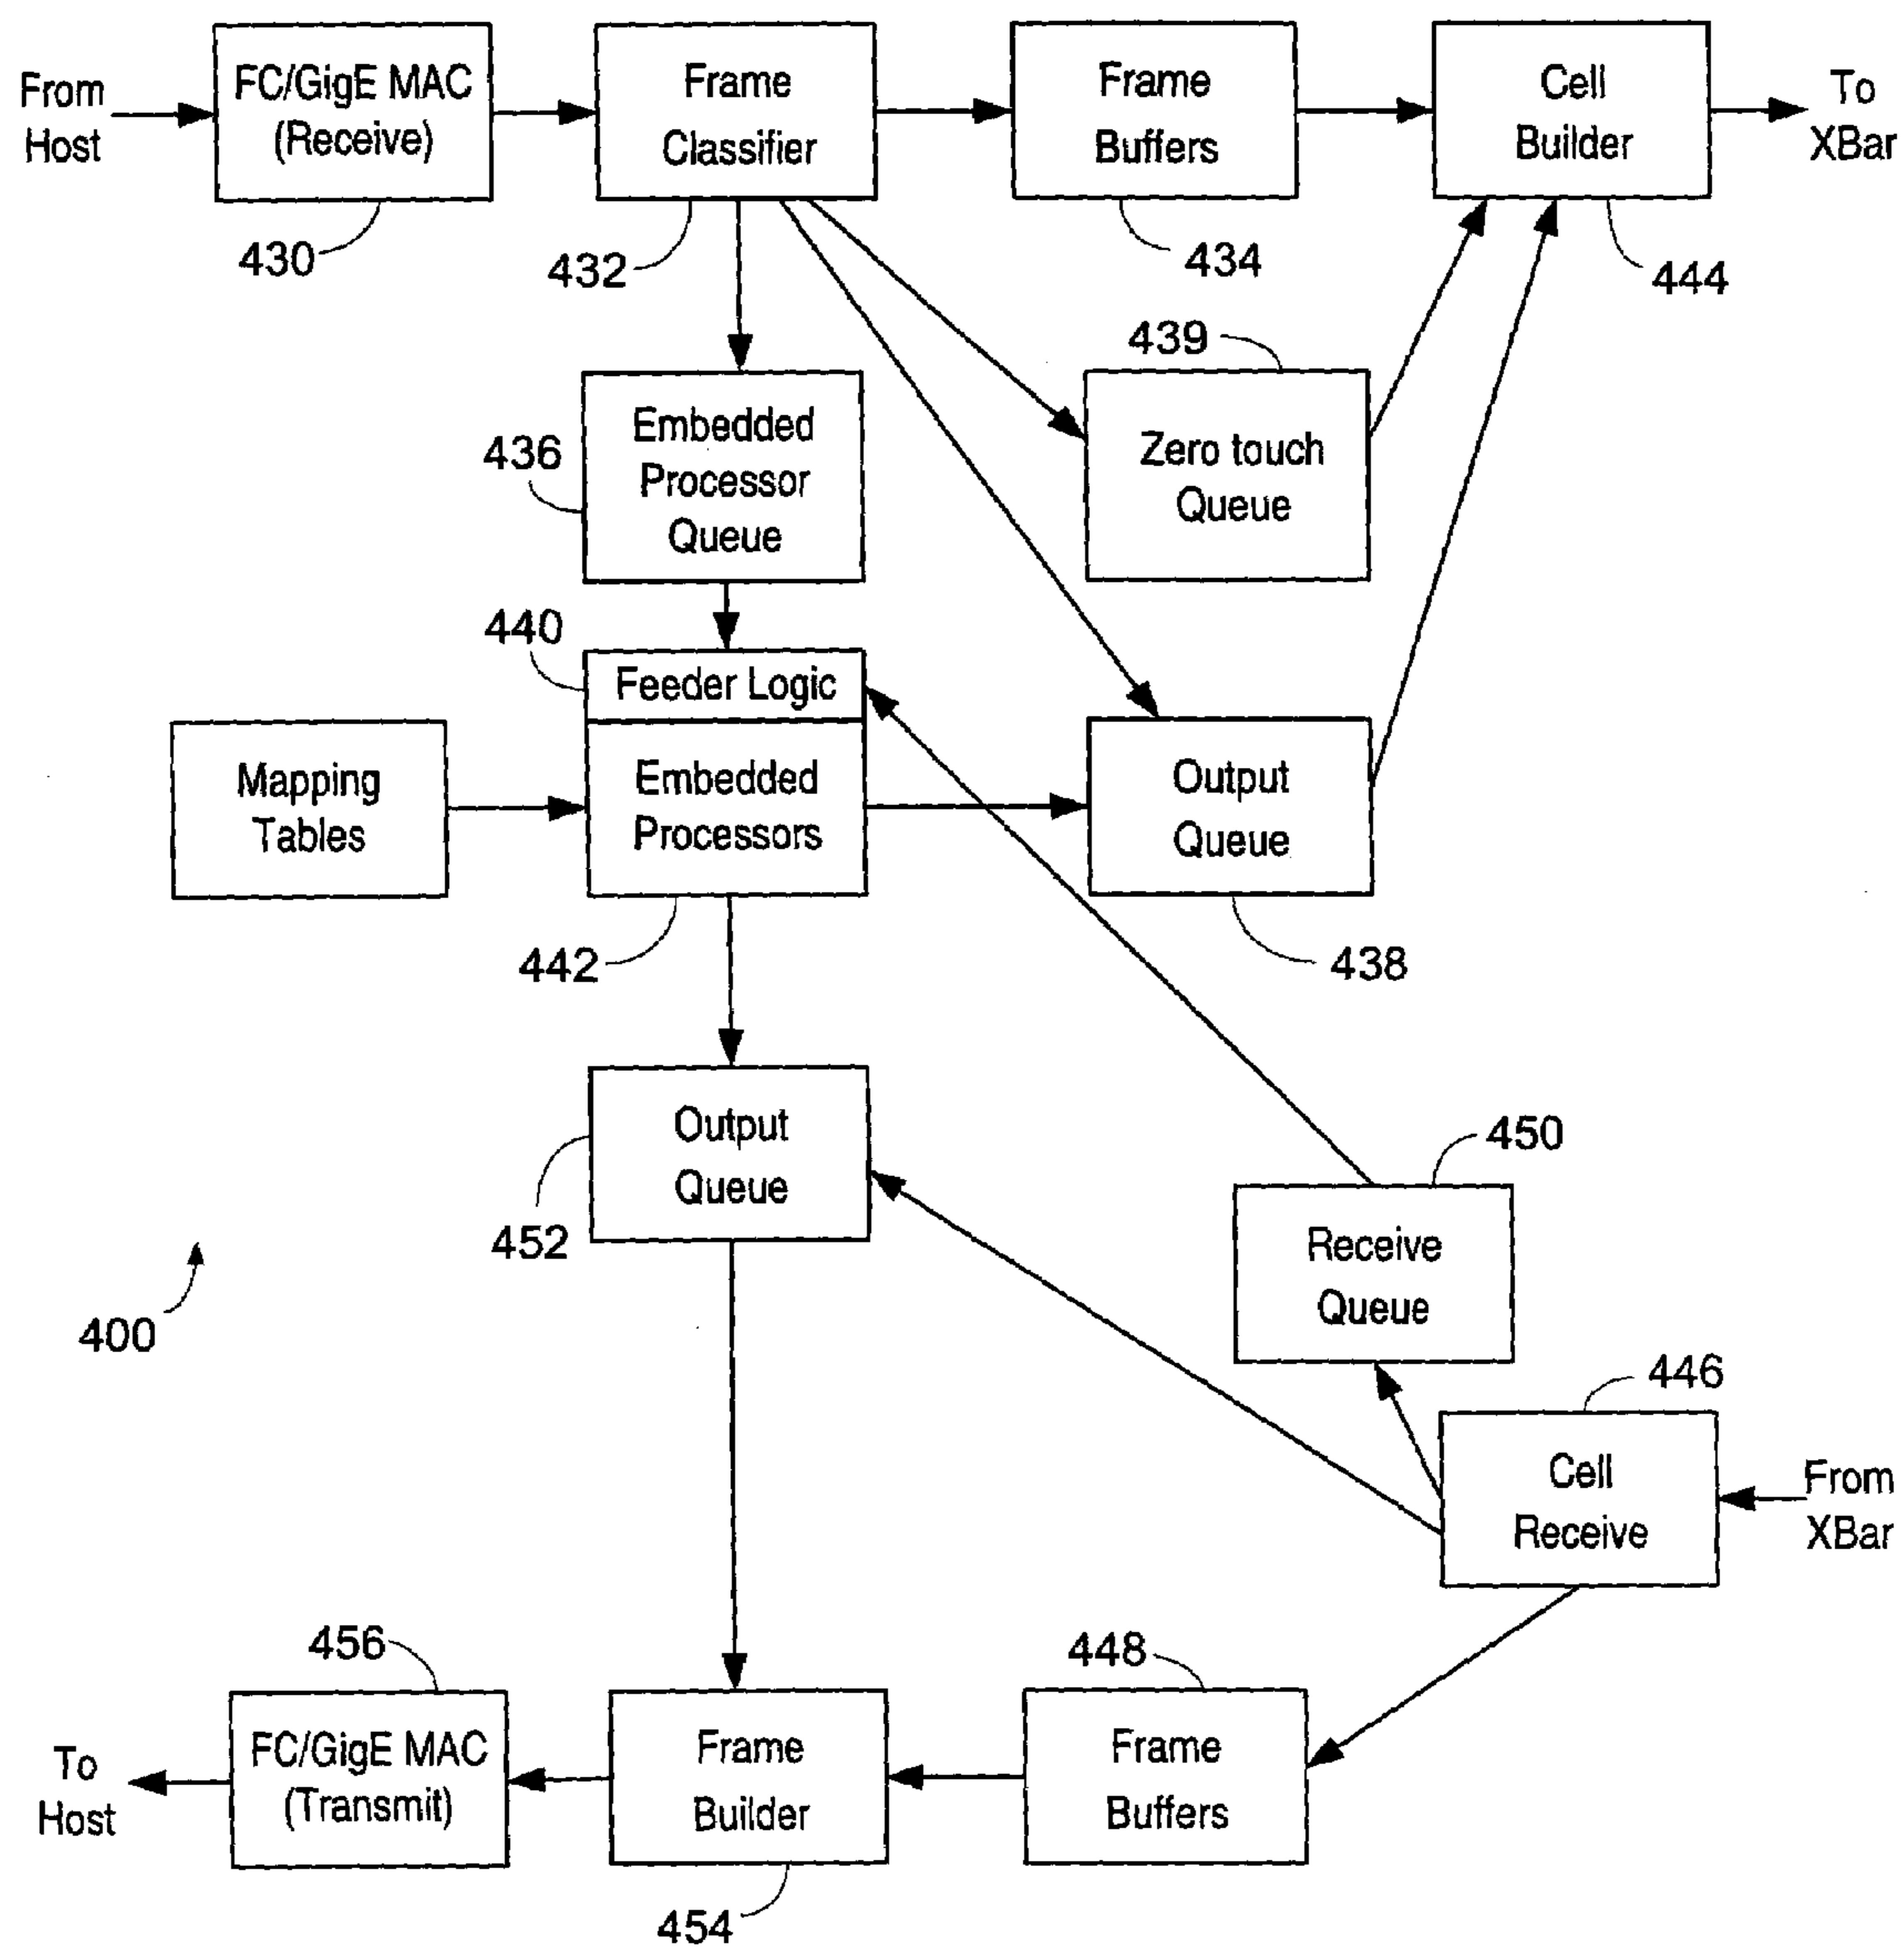 From
Host
FC/GigE MAC
(Receive)
430
Frame
Classifier
432
Frame
Buffers
434
Cell
Builder
444
To
XBar
439
Zero touch
Queue
436
Embedded
Processor
Queue
440
Feeder Logic
Mapping
Tables
Embedded
Processors
442
Output
Queue
438
Output
Queue
452
450
Receive
Queue
400
446
Cell
Receive
From
XBar
456
FC/GigE MAC
(Transmit)
To
Host
Frame
Builder
454
448
Frame
Buffers